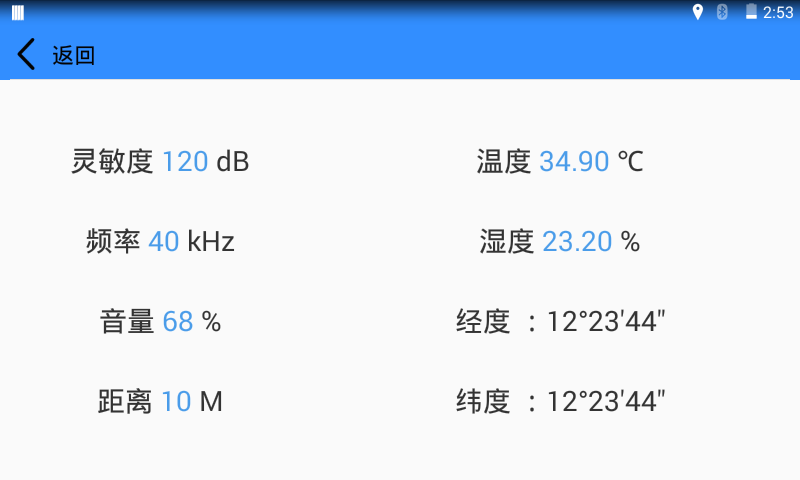 2:53
返回
灵敏度 120 dB
温度 34.90 ℃
频率 40 kHz
湿度 23.20 %
音量 68 %
经度 ：12°23'44"
距离 10 M
纬度 ：12°23'44"